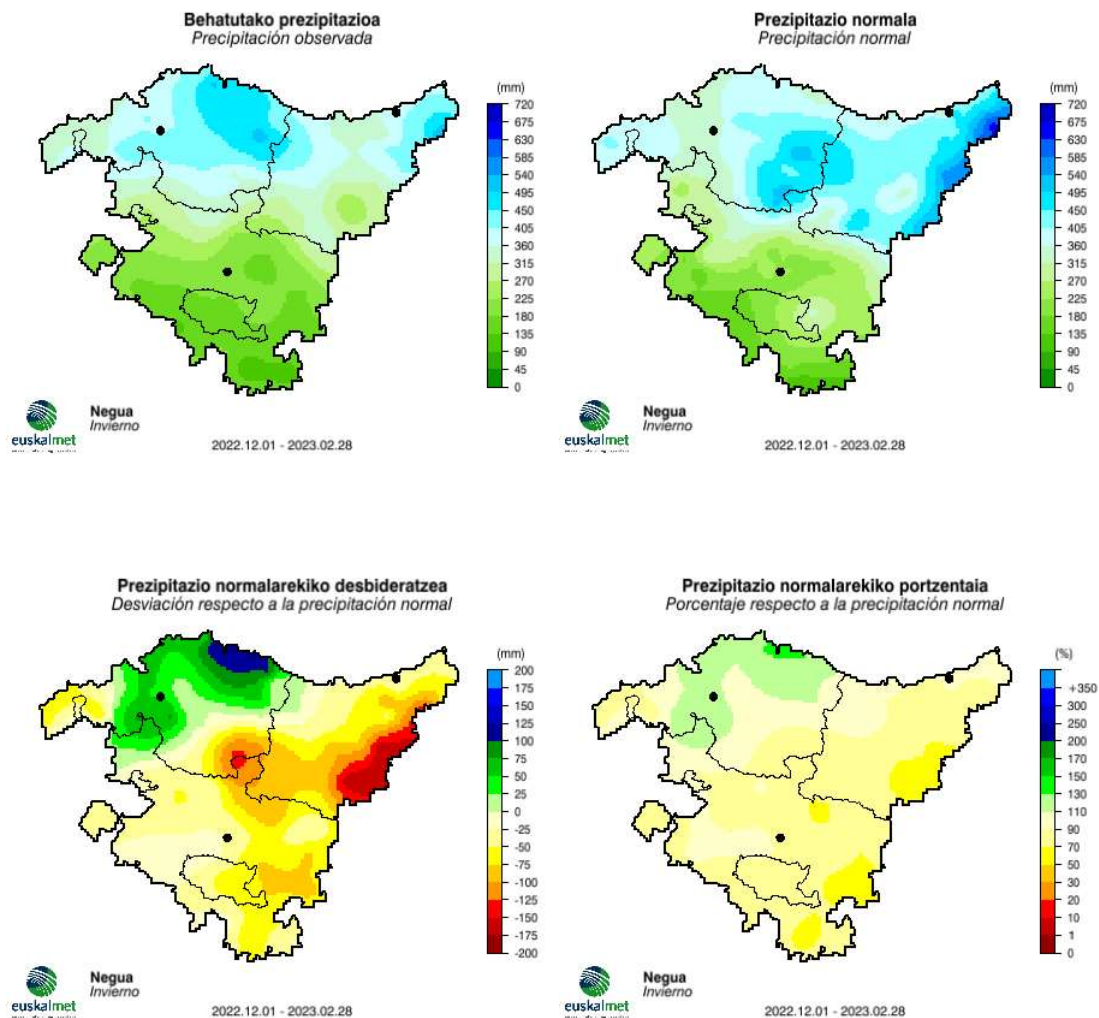 Behatutako prezipitazioa
Precipitación observada
(mm)
720
675
630
585
540
495
450
405
360
315
270
225
180
135
90
45
0
euskalmet
Negua
Invierno
2022.12.01 - 2023.02.28
Prezipitazio normala
Precipitación normal
(mm)
720
675
630
585
540
495
450
405
360
315
270
225
180
135
90
45
0
euskalmet
Negua
Invierno
2022.12.01 - 2023.02.28
Prezipitazio normalarekiko desbideratzea
Desviación respecto a la precipitación normal
(mm)
200
175
150
125
100
75
50
25
0
-25
-50
-75
-100
-125
-150
-175
-200
euskalmet
Negua
Invierno
2022.12.01 - 2023.02.28
Prezipitazio normalarekiko portzentaia
Porcentaje respecto a la precipitación normal
(%)
+350
300
250
200
170
150
130
110
90
70
50
30
20
10
1
0
euskalmet
Negua
Invierno
2022.12.01 - 2023.02.28